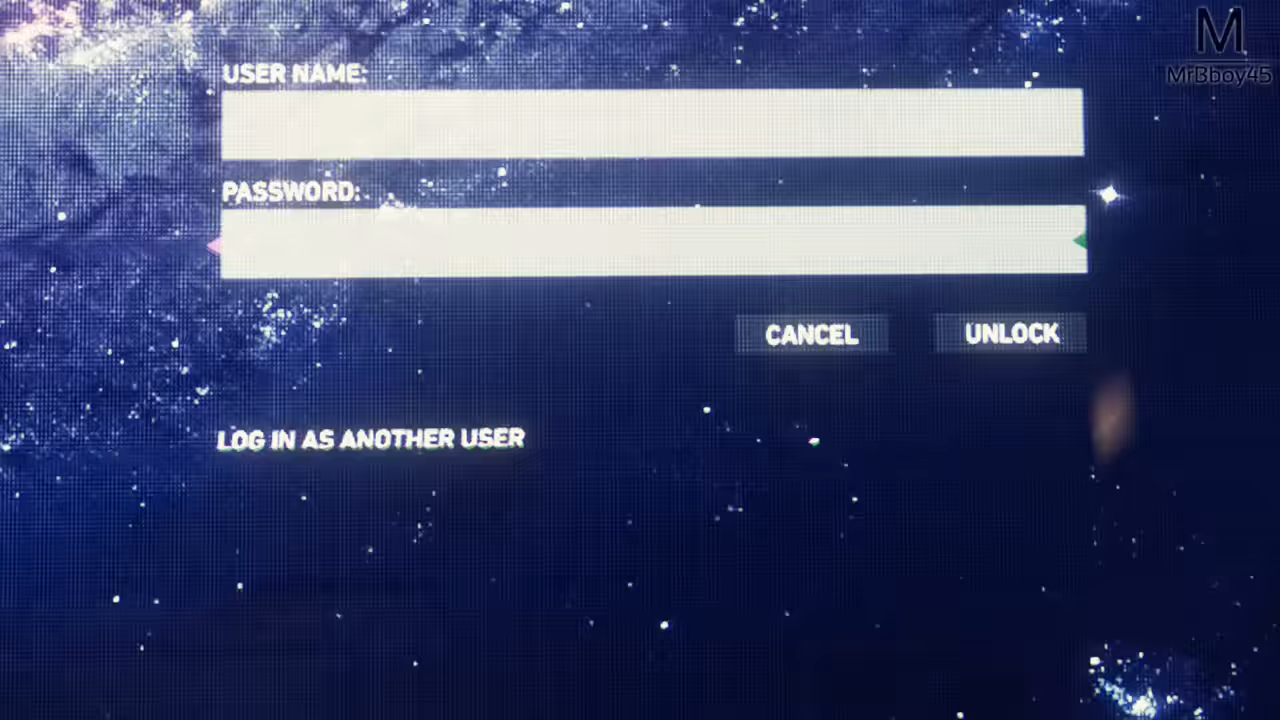 M
MrBboy45
USER NAME:
PASSWORD:
CANCEL UNLOCK
LOG IN AS ANOTHER USER